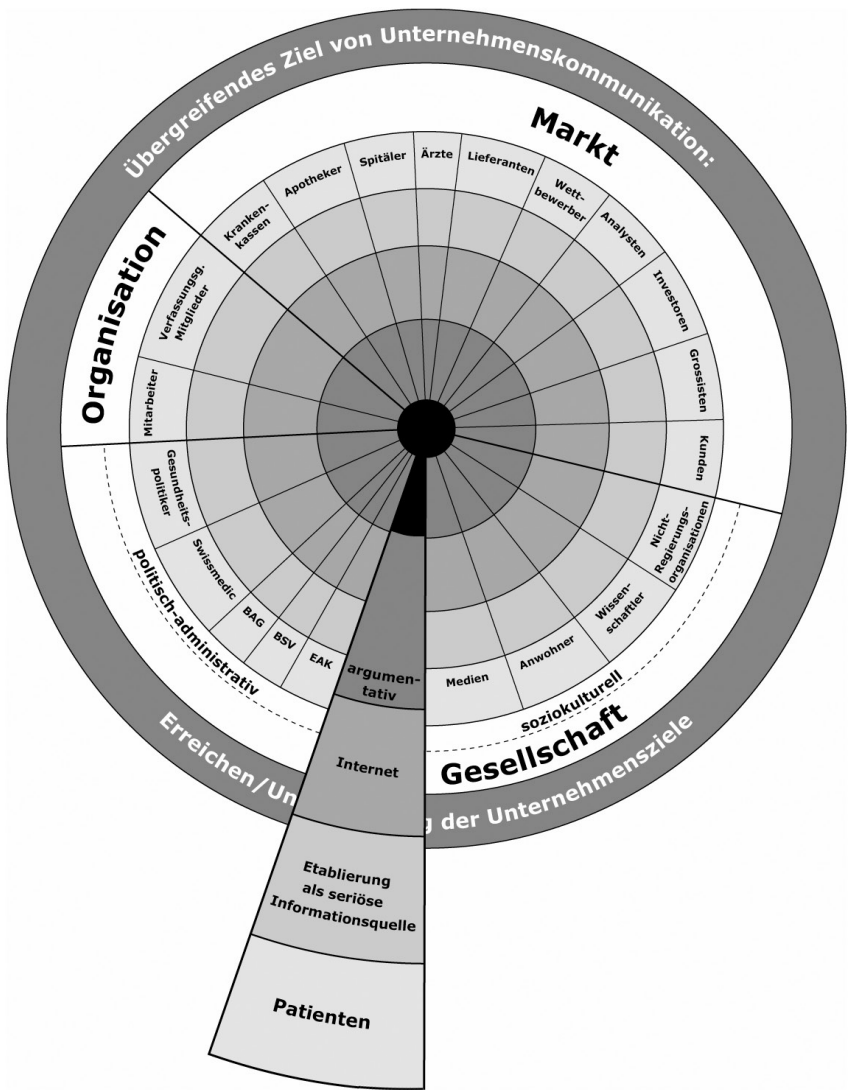 Übergreifendes Ziel von Unternehmenskommunikation:
Markt
Organisation
Kranken-
kassen
Apotheker
Spitäler
Ärzte
Lieferanten
Wett-
bewerber
Analysten
Investoren
Grossisten
Kunden
Verfassungsg.
Mitglieder
Mitarbeiter
Gesundheits-
politiker
Swissmedic
BAG
BSV
EAK
politisch-administrativ
Nicht-
Regierungs-
organisationen
Wissen-
schaftler
Anwohner
Medien
soziokulturell
Gesellschaft
Erreichen/Un
g der Unternehmensziele
argumen-
tativ
Internet
Etablierung
als seriöse
Informationsquelle
Patienten